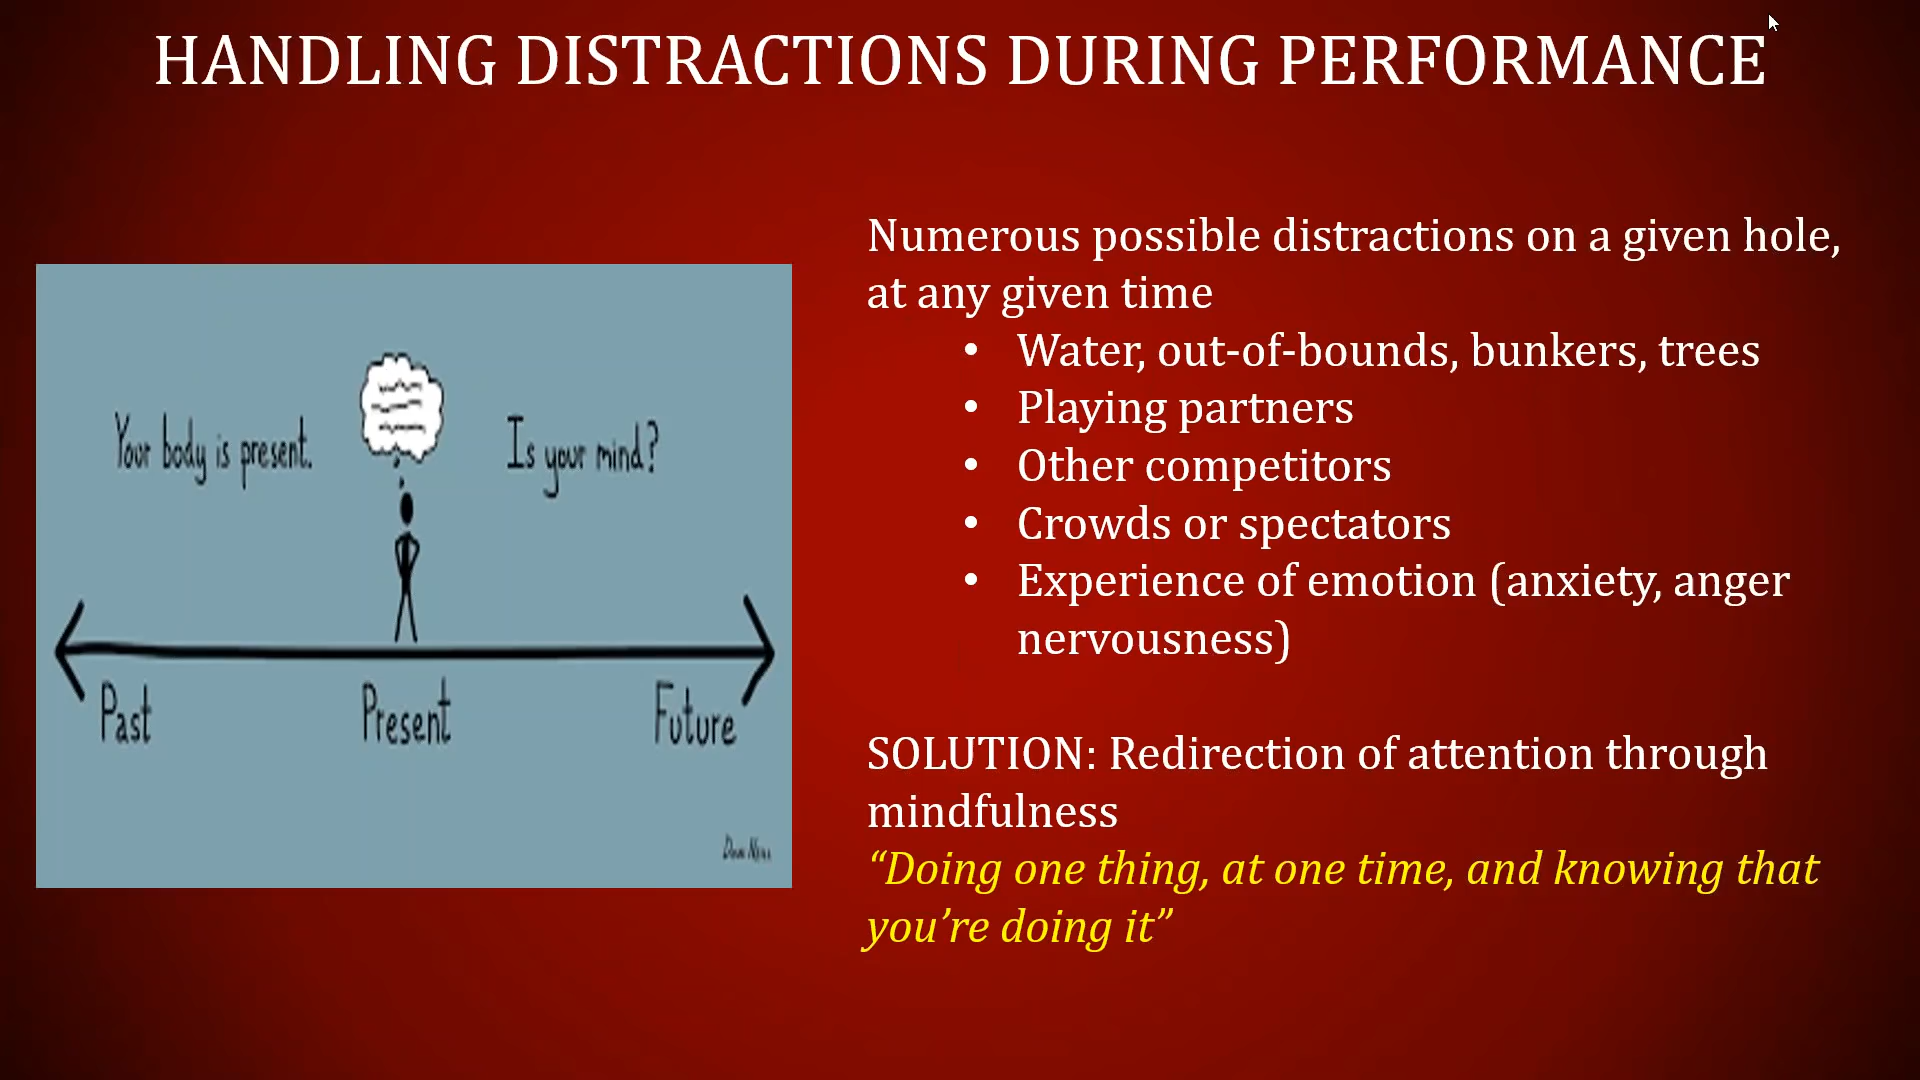 HANDLING DISTRACTIONS DURING PERFORMANCE
Your body is present.
Is your mind?
Past
Present
Future
Numerous possible distractions on a given hole,
at any given time
• Water, out-of-bounds, bunkers, trees
• Playing partners
• Other competitors
• Crowds or spectators
• Experience of emotion (anxiety, anger
nervousness)
SOLUTION: Redirection of attention through
mindfulness
“Doing one thing, at one time, and knowing that
you’re doing it”